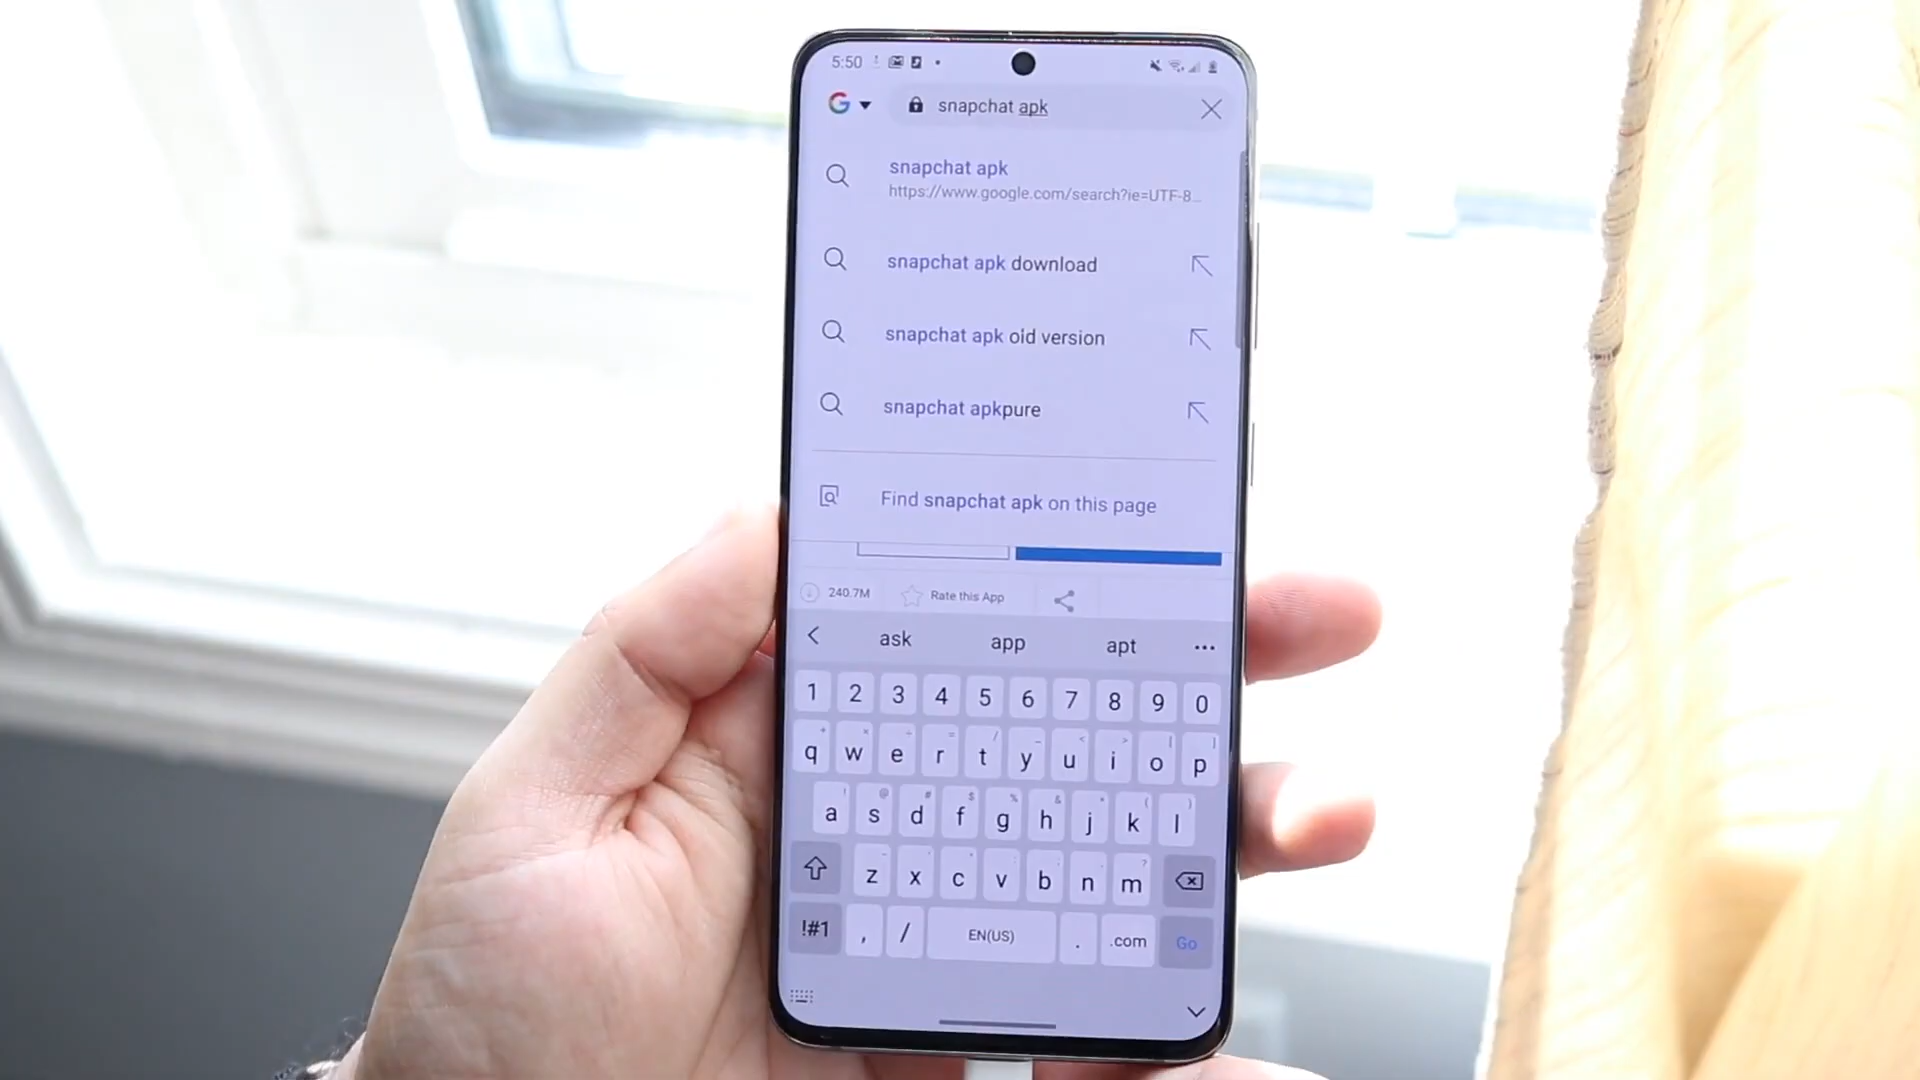 5:50
G
snapchat apk
snapchat apk
https://www.google.com/search?ie=UTF-8...
snapchat apk download
snapchat apk oid version
snapchat apkpure
Find snapchat apk on this page
240.7M Rate this App
ask app apt ...
1 2 3 4 5 6 7 8 9 0
q w e r t y u i o p
a s d f g h j k l
z x c v b n m
!#1 , / EN(US) . .com Go